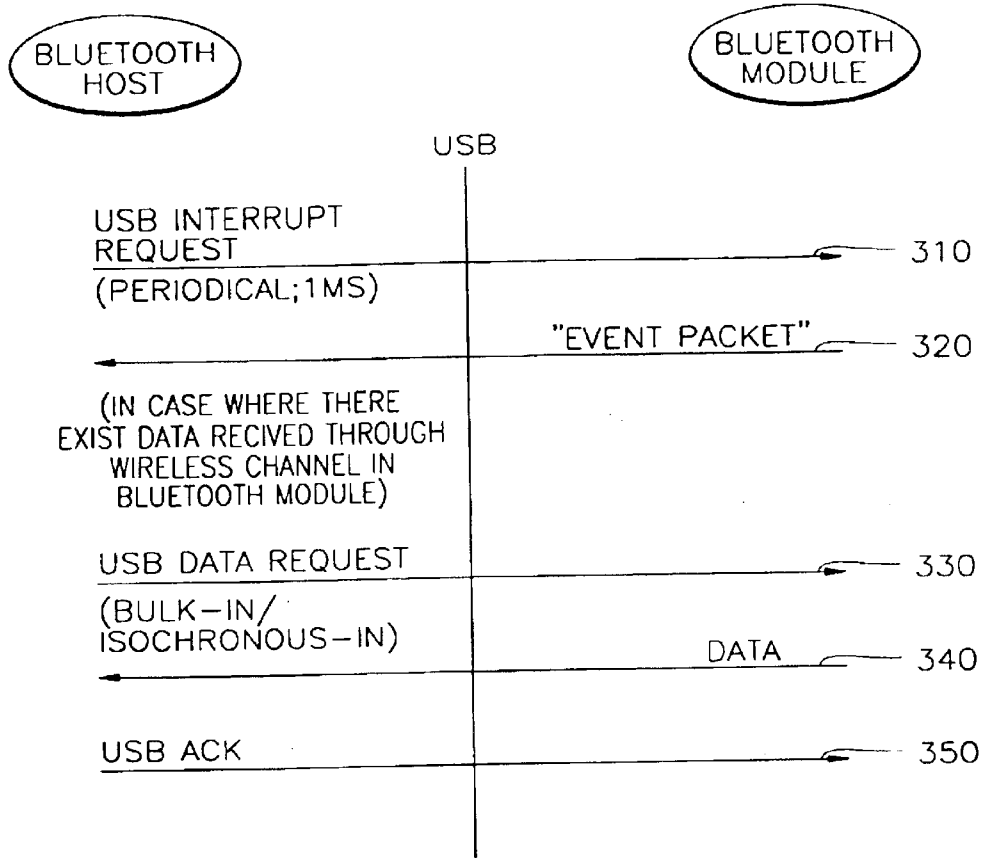 BLUETOOTH
HOST
BLUETOOTH
MODULE
USB
USB INTERRUPT
REQUEST
310
(PERIODICAL;1MS)
"EVENT PACKET"
320
(IN CASE WHERE THERE
EXIST DATA RECIVED THROUGH
WIRELESS CHANNEL IN
BLUETOOTH MODULE)
USB DATA REQUEST
330
(BULK-IN/
ISOCHRONOUS-IN)
DATA
340
USB ACK
350